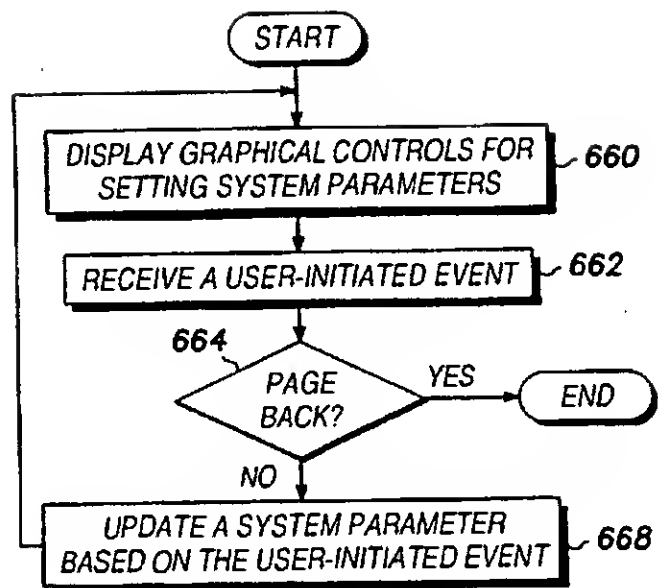 START
DISPLAY GRAPHICAL CONTROLS FOR
SETTING SYSTEM PARAMETERS
660
RECEIVE A USER-INITIATED EVENT
662
664
PAGE
BACK?
YES
END
NO
UPDATE A SYSTEM PARAMETER
BASED ON THE USER-INITIATED EVENT
668